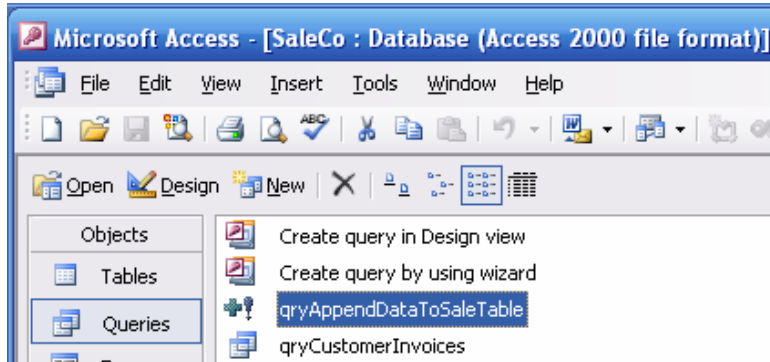 Microsoft Access - [SaleCo : Database (Access 2000 file format)]
File Edit View Insert Tools Window Help
ABC
Open Design New
Objects
Create query in Design view
Tables
Create query by using wizard
qryAppendDataToSaleTable
Queries
qryCustomerInvoices